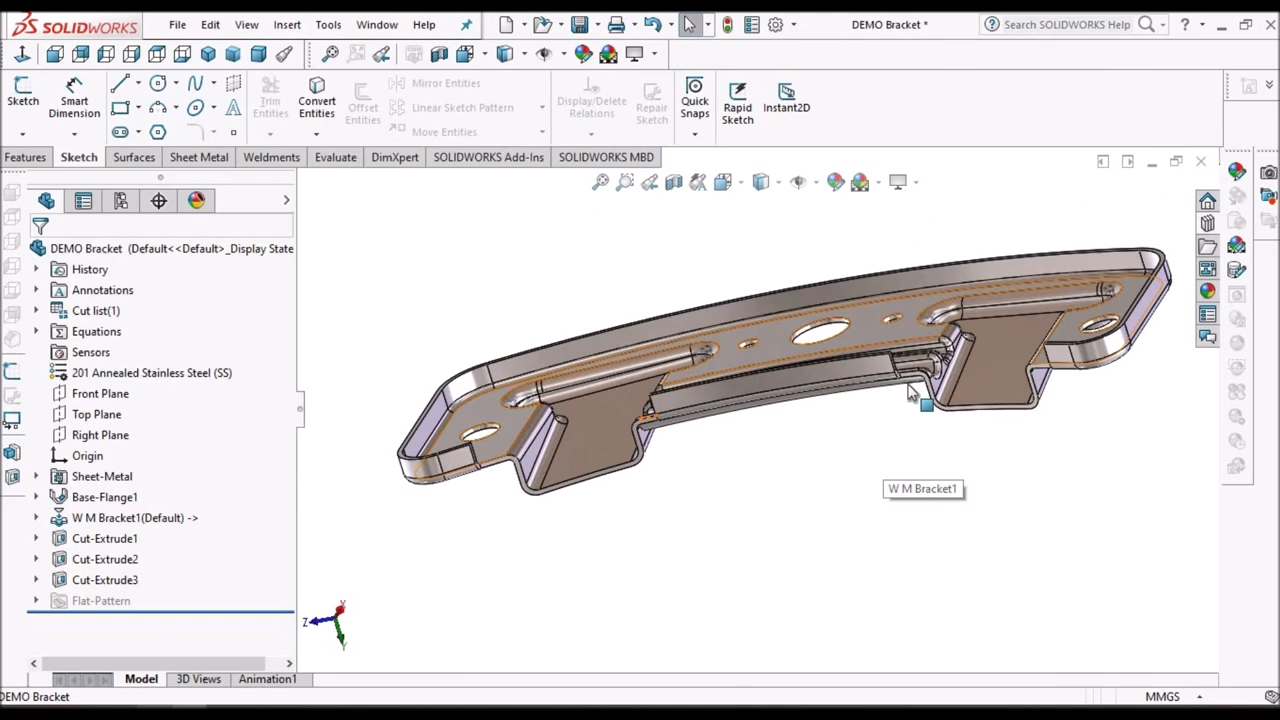 SOLIDWORKS
File Edit View Insert Tools Window Help
DEMO Bracket *
Search SOLIDWORKS Help
Sketch
Smart Dimension
Trim Entities
Convert Entities
Offset Entities
Mirror Entities
Linear Sketch Pattern
Move Entities
Display/Delete Relations
Repair Sketch
Quick Snaps
Rapid Sketch
Instant2D
Features Sketch Surfaces Sheet Metal Weldments Evaluate DimXpert SOLIDWORKS Add-Ins SOLIDWORKS MBD
DEMO Bracket (Default<<Default>_Display State
History
Annotations
Cut list(1)
Equations
Sensors
201 Annealed Stainless Steel (SS)
Front Plane
Top Plane
Right Plane
Origin
Sheet-Metal
Base-Flange1
W M Bracket1(Default) ->
Cut-Extrude1
Cut-Extrude2
Cut-Extrude3
Flat-Pattern
W M Bracket1
Z
Y
Model 3D Views Animation1
DEMO Bracket
MMGS